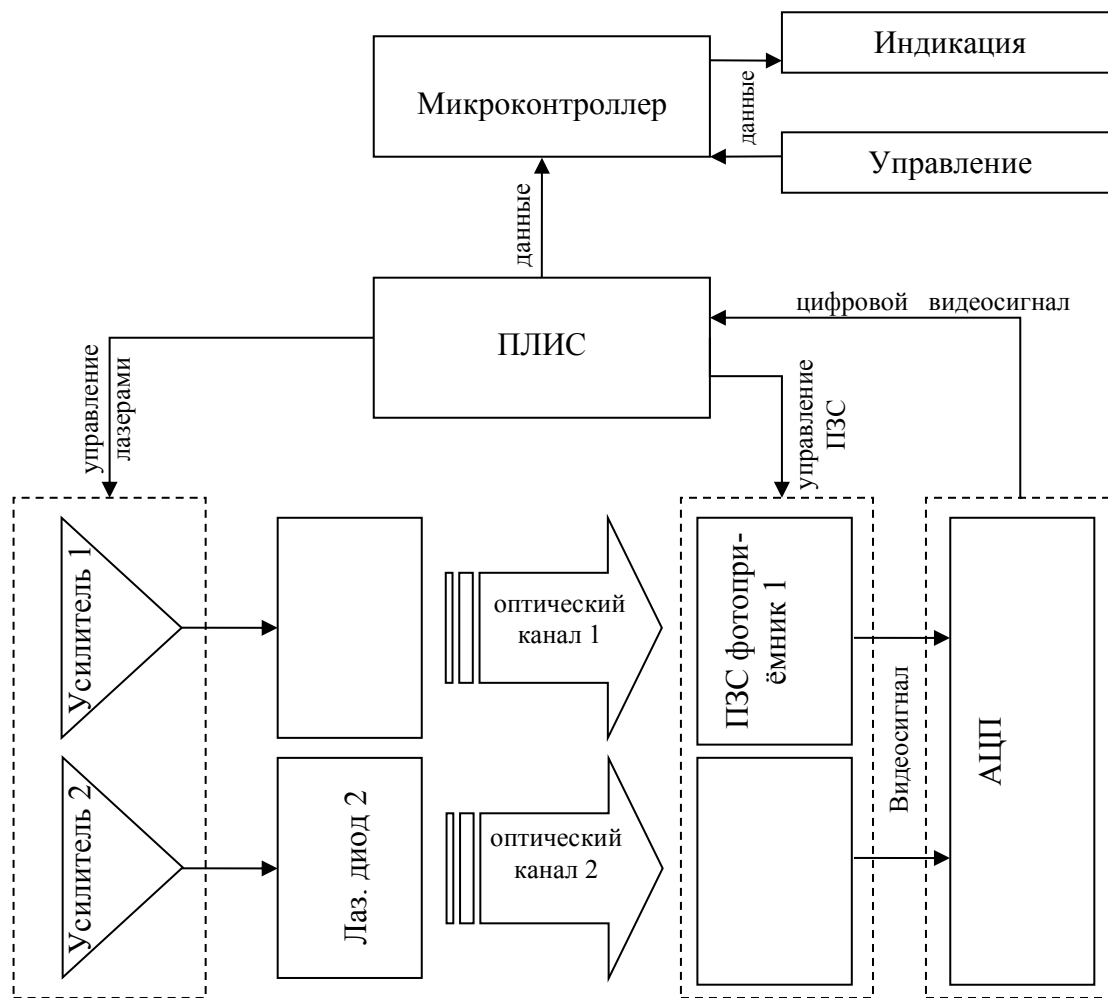 Индикация
Микроконтроллер
данные
Управление
данные
цифровой видеосигнал
ПЛИС
управление
лазерами
управление
ПЗС
Усилитель 1
оптический
канал 1
ПЗС фотопри-
ёмник 1
Видеосигнал
АЦП
Усилитель 2
Лаз. диод 2
оптический
канал 2